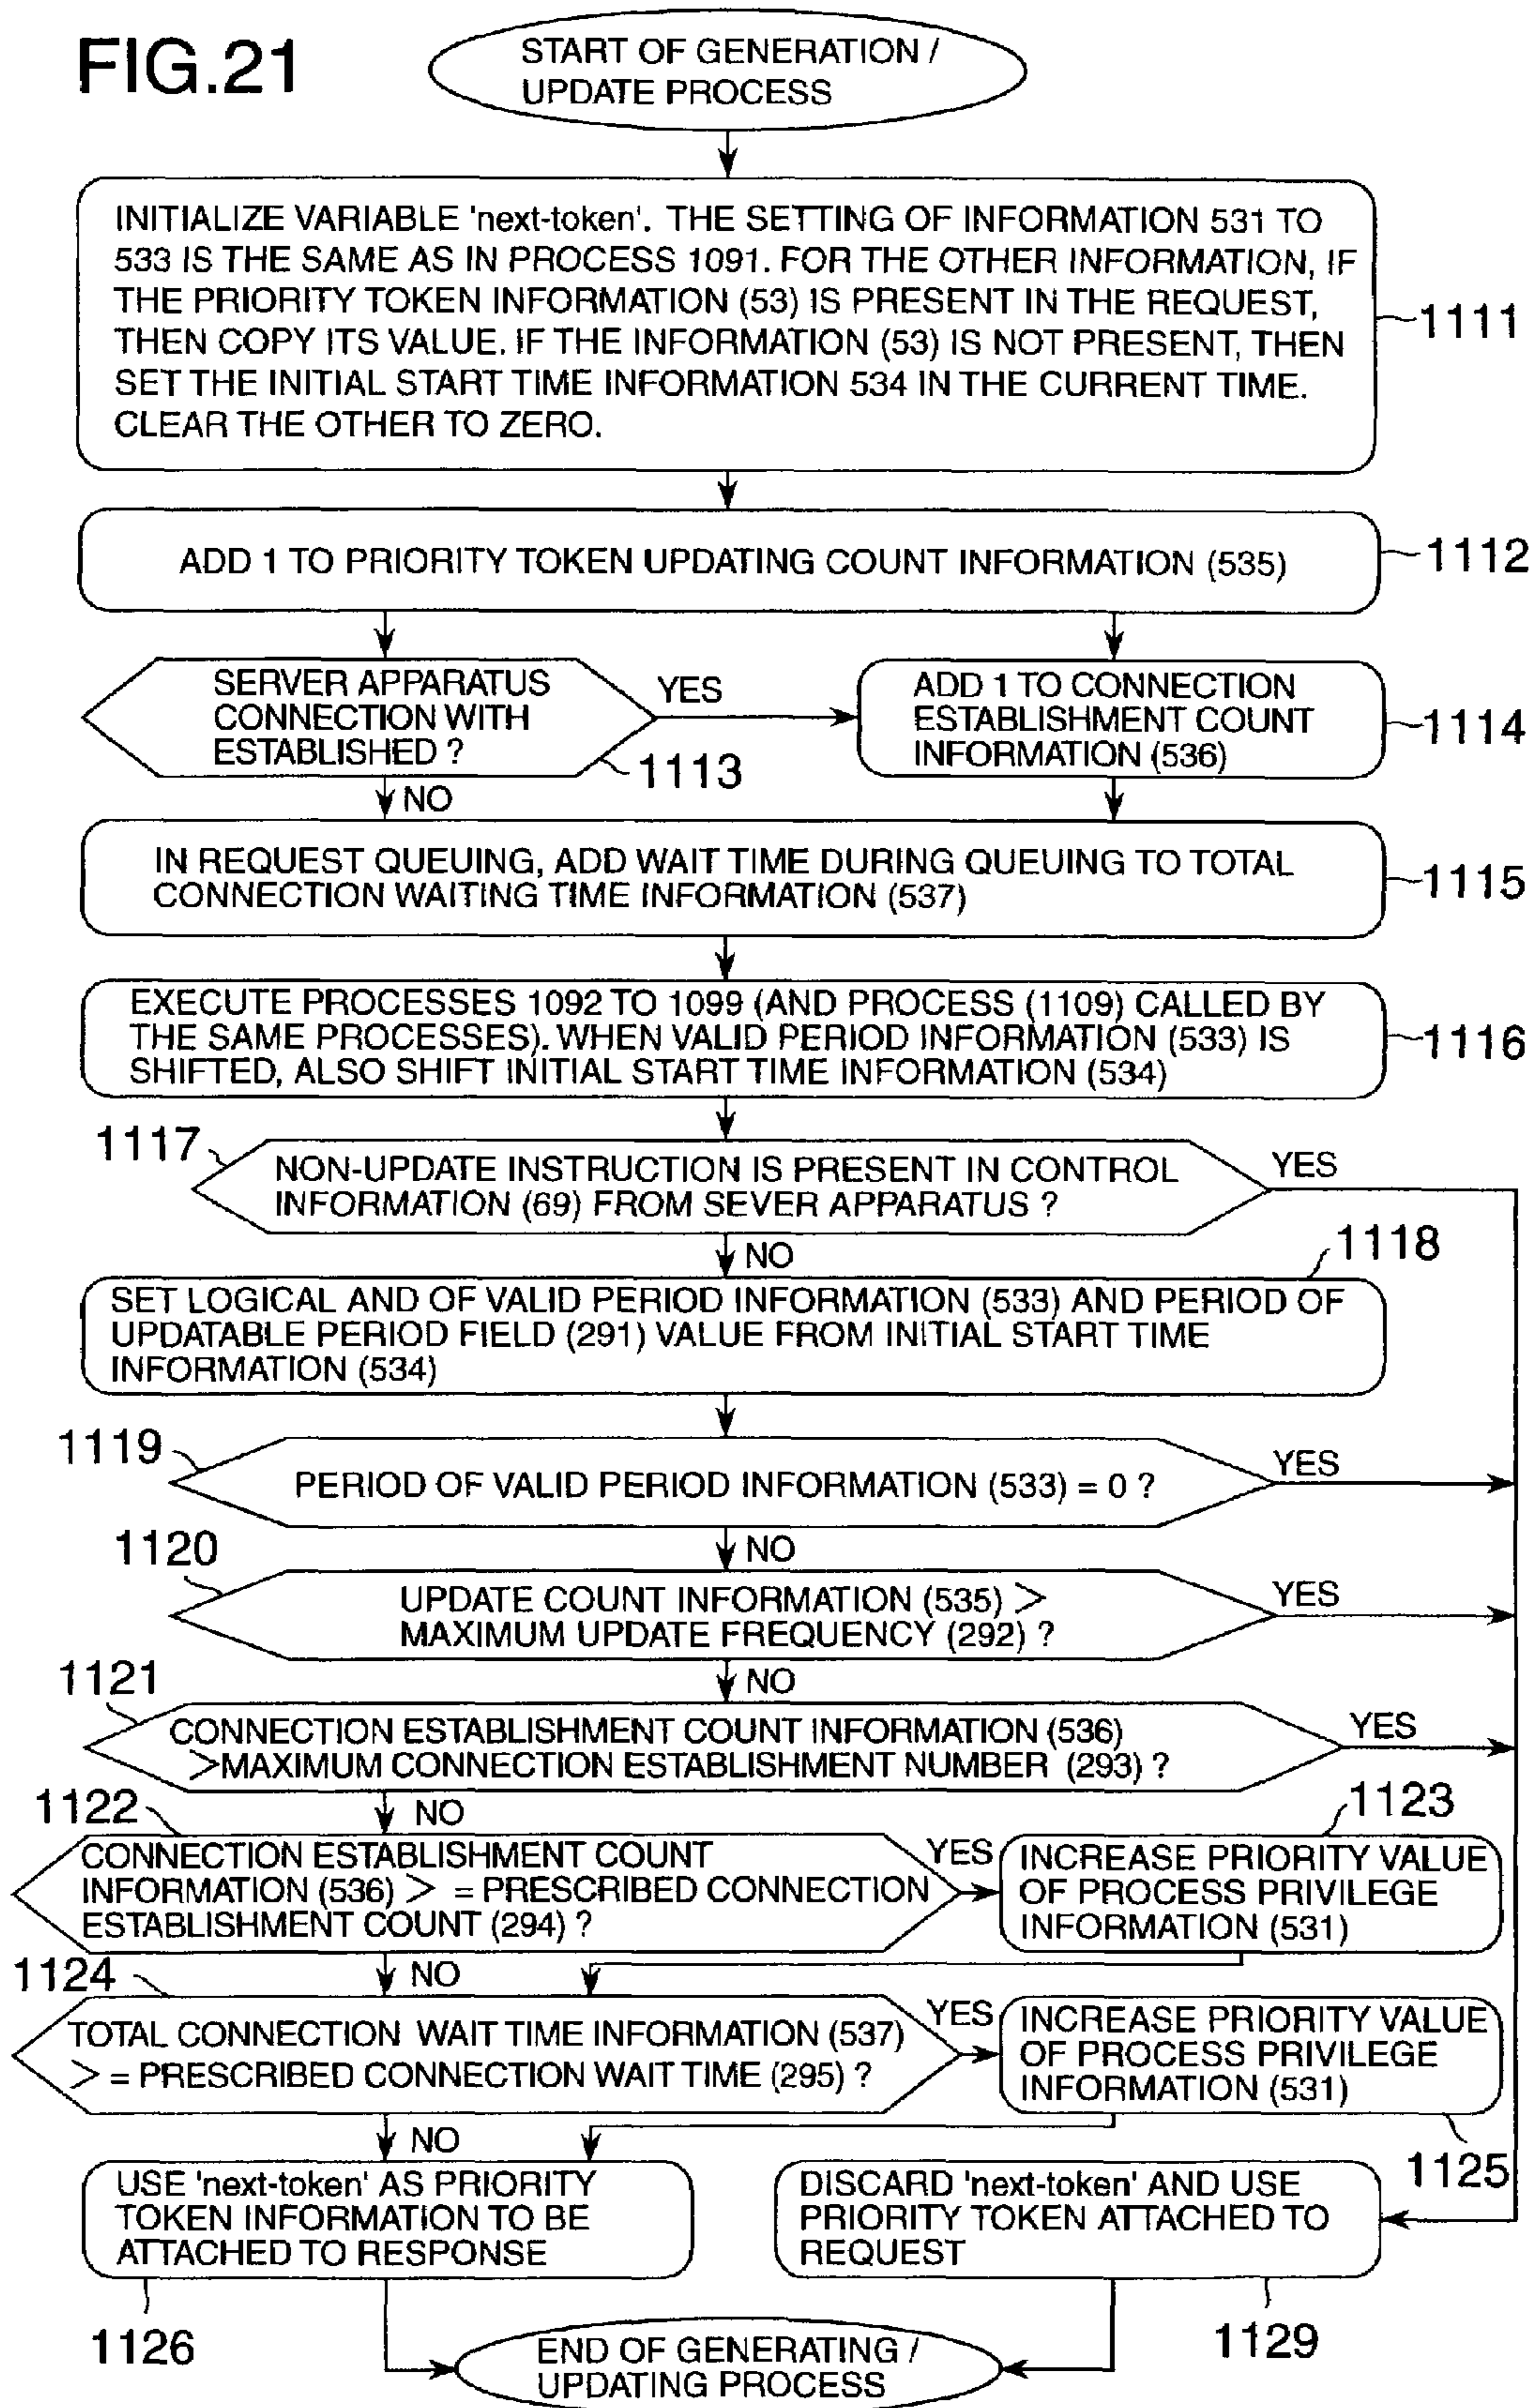 FIG.21
START OF GENERATION /
UPDATE PROCESS
INITIALIZE VARIABLE 'next-token'. THE SETTING OF INFORMATION 531 TO
533 IS THE SAME AS IN PROCESS 1091. FOR THE OTHER INFORMATION, IF
THE PRIORITY TOKEN INFORMATION (53) IS PRESENT IN THE REQUEST,
THEN COPY ITS VALUE. IF THE INFORMATION (53) IS NOT PRESENT, THEN
SET THE INITIAL START TIME INFORMATION 534 IN THE CURRENT TIME.
CLEAR THE OTHER TO ZERO.
1111
ADD 1 TO PRIORITY TOKEN UPDATING COUNT INFORMATION (535)
1112
SERVER APPARATUS
CONNECTION WITH
ESTABLISHED ?
YES
1113
NO
ADD 1 TO CONNECTION
ESTABLISHMENT COUNT
INFORMATION (536)
1114
IN REQUEST QUEUING, ADD WAIT TIME DURING QUEUING TO TOTAL
CONNECTION WAITING TIME INFORMATION (537)
1115
EXECUTE PROCESSES 1092 TO 1099 (AND PROCESS (1109) CALLED BY
THE SAME PROCESSES). WHEN VALID PERIOD INFORMATION (533) IS
SHIFTED, ALSO SHIFT INITIAL START TIME INFORMATION (534)
1116
1117
NON-UPDATE INSTRUCTION IS PRESENT IN CONTROL
INFORMATION (69) FROM SEVER APPARATUS ?
YES
NO
1118
SET LOGICAL AND OF VALID PERIOD INFORMATION (533) AND PERIOD OF
UPDATABLE PERIOD FIELD (291) VALUE FROM INITIAL START TIME
INFORMATION (534)
1119
PERIOD OF VALID PERIOD INFORMATION (533) = 0 ?
YES
NO
1120
UPDATE COUNT INFORMATION (535) >
MAXIMUM UPDATE FREQUENCY (292) ?
YES
NO
1121
CONNECTION ESTABLISHMENT COUNT INFORMATION (536)
>MAXIMUM CONNECTION ESTABLISHMENT NUMBER (293) ?
YES
NO
1122
CONNECTION ESTABLISHMENT COUNT
INFORMATION (536) > = PRESCRIBED CONNECTION
ESTABLISHMENT COUNT (294) ?
YES
1123
INCREASE PRIORITY VALUE
OF PROCESS PRIVILEGE
INFORMATION (531)
NO
1124
TOTAL CONNECTION WAIT TIME INFORMATION (537)
> = PRESCRIBED CONNECTION WAIT TIME (295) ?
YES
INCREASE PRIORITY VALUE
OF PROCESS PRIVILEGE
INFORMATION (531)
1125
NO
USE 'next-token' AS PRIORITY
TOKEN INFORMATION TO BE
ATTACHED TO RESPONSE
1126
DISCARD 'next-token' AND USE
PRIORITY TOKEN ATTACHED TO
REQUEST
1129
END OF GENERATING /
UPDATING PROCESS